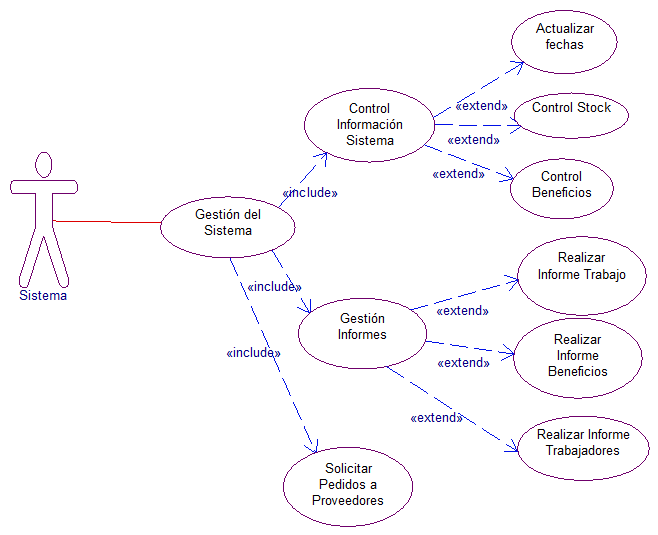 Actualizar
fechas
Control
Información
Sistema
«extend»
Control Stock
«extend»
«extend»
Control
Beneficios
«include»
Gestión del
Sistema
Sistema
Realizar
Informe Trabajo
«include»
Gestión
Informes
«extend»
Realizar
Informe
Beneficios
«extend»
«include»
«extend»
Realizar Informe
Trabajadores
Solicitar
Pedidos a
Proveedores